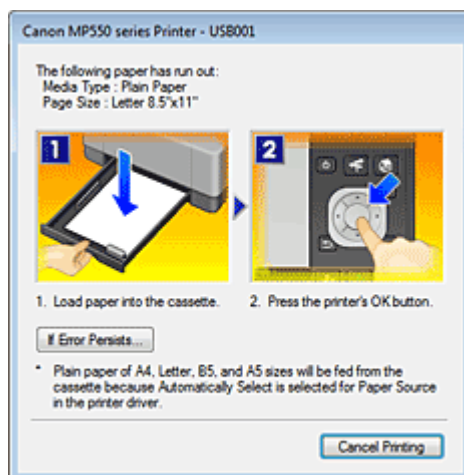 Canon MP550 series Printer - USB001
The following paper has run out:
Media Type : Plain Paper
Page Size : Letter 8.5"x11"
1 2
1. Load paper into the cassette. 2. Press the printer's OK button.
If Error Persists...
* Plain paper of A4, Letter, B5, and A5 sizes will be fed from the
cassette because Automatically Select is selected for Paper Source
in the printer driver.
Cancel Printing